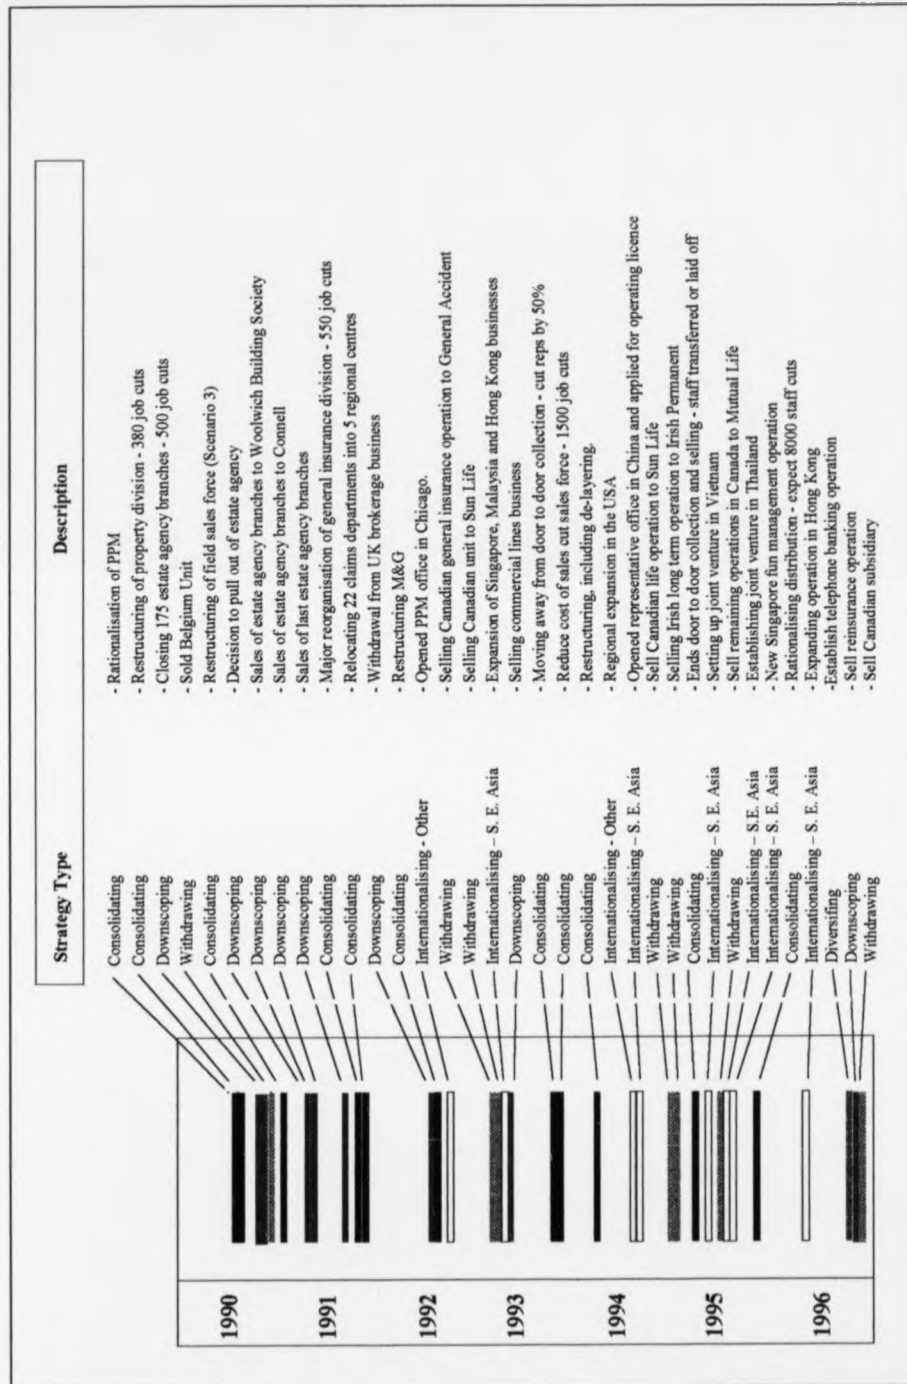 Strategy Type Description
Consolidating - Rationalisation of PPM
Consolidating - Restructuring of property division - 380 job cuts
Downscoping - Closing 175 estate agency branches - 500 job cuts
Withdrawing - Sold Belgium Unit
Consolidating - Restructuring of field sales force (Scenario 3)
Downscoping - Decision to pull out of estate agency
Downscoping - Sales of estate agency branches to Woolwich Building Society
Downscoping - Sales of estate agency branches to Connell
Downscoping - Sales of last estate agency branches
Consolidating - Major reorganisation of general insurance division - 550 job cuts
Consolidating - Relocating 22 claims departments into 5 regional centres
Downscoping - Withdrawal from UK brokerage business
Consolidating - Restructuring M&G
Internationalising - Other - Opened PPM office in Chicago.
Withdrawing - Selling Canadian general insurance operation to General Accident
Withdrawing - Selling Canadian unit to Sun Life
Internationalising – S. E. Asia - Expansion of Singapore, Malaysia and Hong Kong businesses
Downscoping - Selling commercial lines business
Consolidating - Moving away from door to door collection - cut reps by 50%
Consolidating - Reduce cost of sales cut sales force - 1500 job cuts
Consolidating - Restructuring, including de-layering.
Internationalising - Other - Regional expansion in the USA
Internationalising – S. E. Asia - Opened representative office in China and applied for operating licence
Withdrawing - Sell Canadian life operation to Sun Life
Withdrawing - Selling Irish long term operation to Irish Permanent
Consolidating - Ends door to door collection and selling - staff transferred or laid off
Internationalising – S. E. Asia - Setting up joint venture in Vietnam
Withdrawing - Sell remaining operations in Canada to Mutual Life
Internationalising – S.E. Asia - Establishing joint venture in Thailand
Internationalising – S. E. Asia - New Singapore fun management operation
Consolidating - Rationalising distribution - expect 8000 staff cuts
Internationalising – S. E. Asia - Expanding operation in Hong Kong
Diversifing -Establish telephone banking operation
Downscoping - Sell reinsurance operation
Withdrawing - Sell Canadian subsidiary
1990
1991
1992
1993
1994
1995
1996